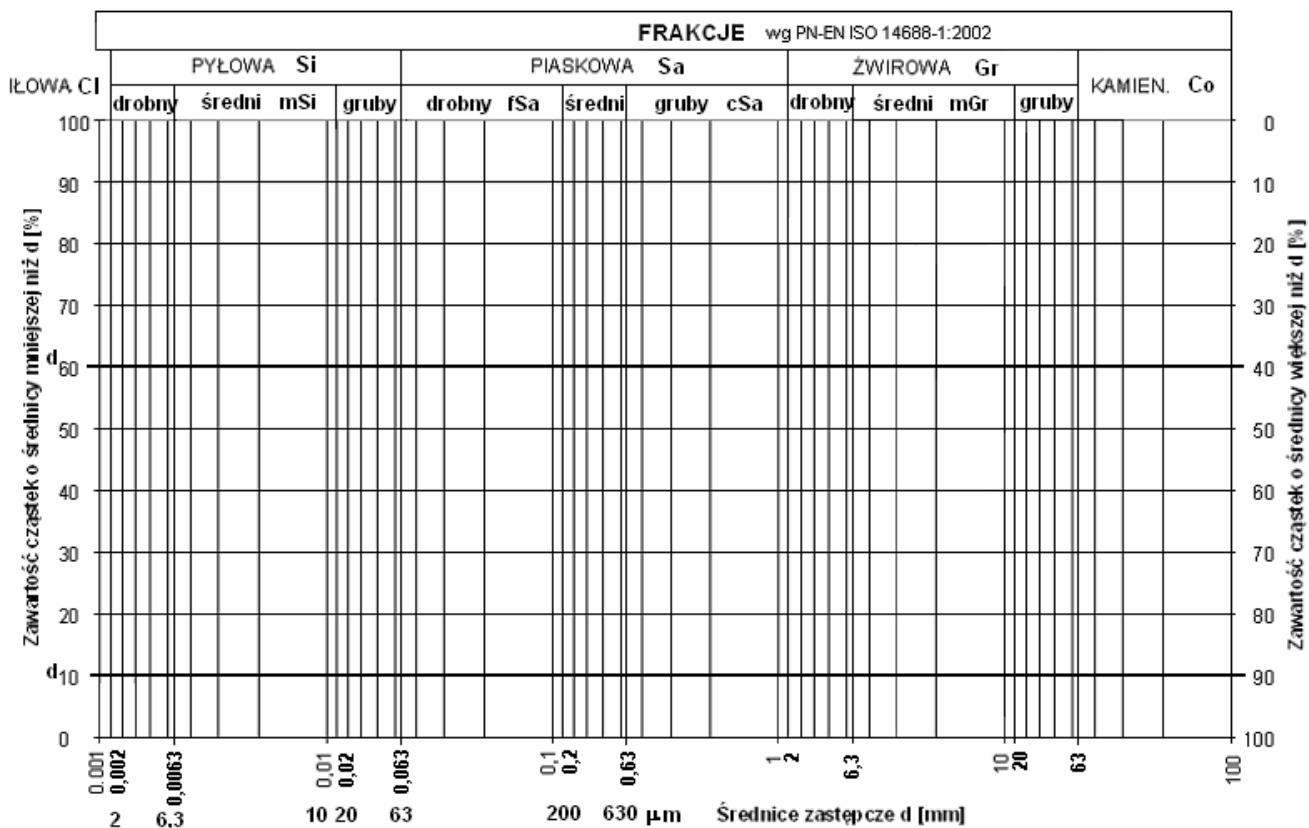 FRAKCJE wg PN-EN ISO 14688-1:2002
IŁOWA Cl
PYŁOWA Si
PIASKOWA Sa
ŻWIROWA Gr
KAMIEN. Co
drobny średni mSi gruby drobny fSa średni gruby cSa drobny średni mGr gruby
Zawartość cząstek o średnicy mniejszej niż d [%]
100
90
80
70
d 60
50
40
30
20
d 10
0
0
10
20
30
40
50
60
70
80
90
100
Zawartość cząstek o średnicy większej niż d [%]
0.001 0,002 0,0063 0,01 0,02 0,063 0,1 0,2 0,63 1 2 6,3 10 20 63 100
2 6.3 10 20 63 200 630 μm Średnice zastępcze d [mm]